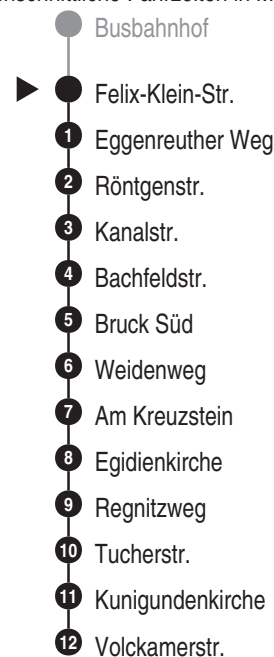 Busbahnhof
Felix-Klein-Str.
1 Eggenreuther Weg
2 Röntgenstr.
3 Kanalstr.
4 Bachfeldstr.
5 Bruck Süd
6 Weidenweg
7 Am Kreuzstein
8 Egidienkirche
9 Regnitzweg
10 Tucherstr.
11 Kunigundenkirche
12 Volckamerstr.